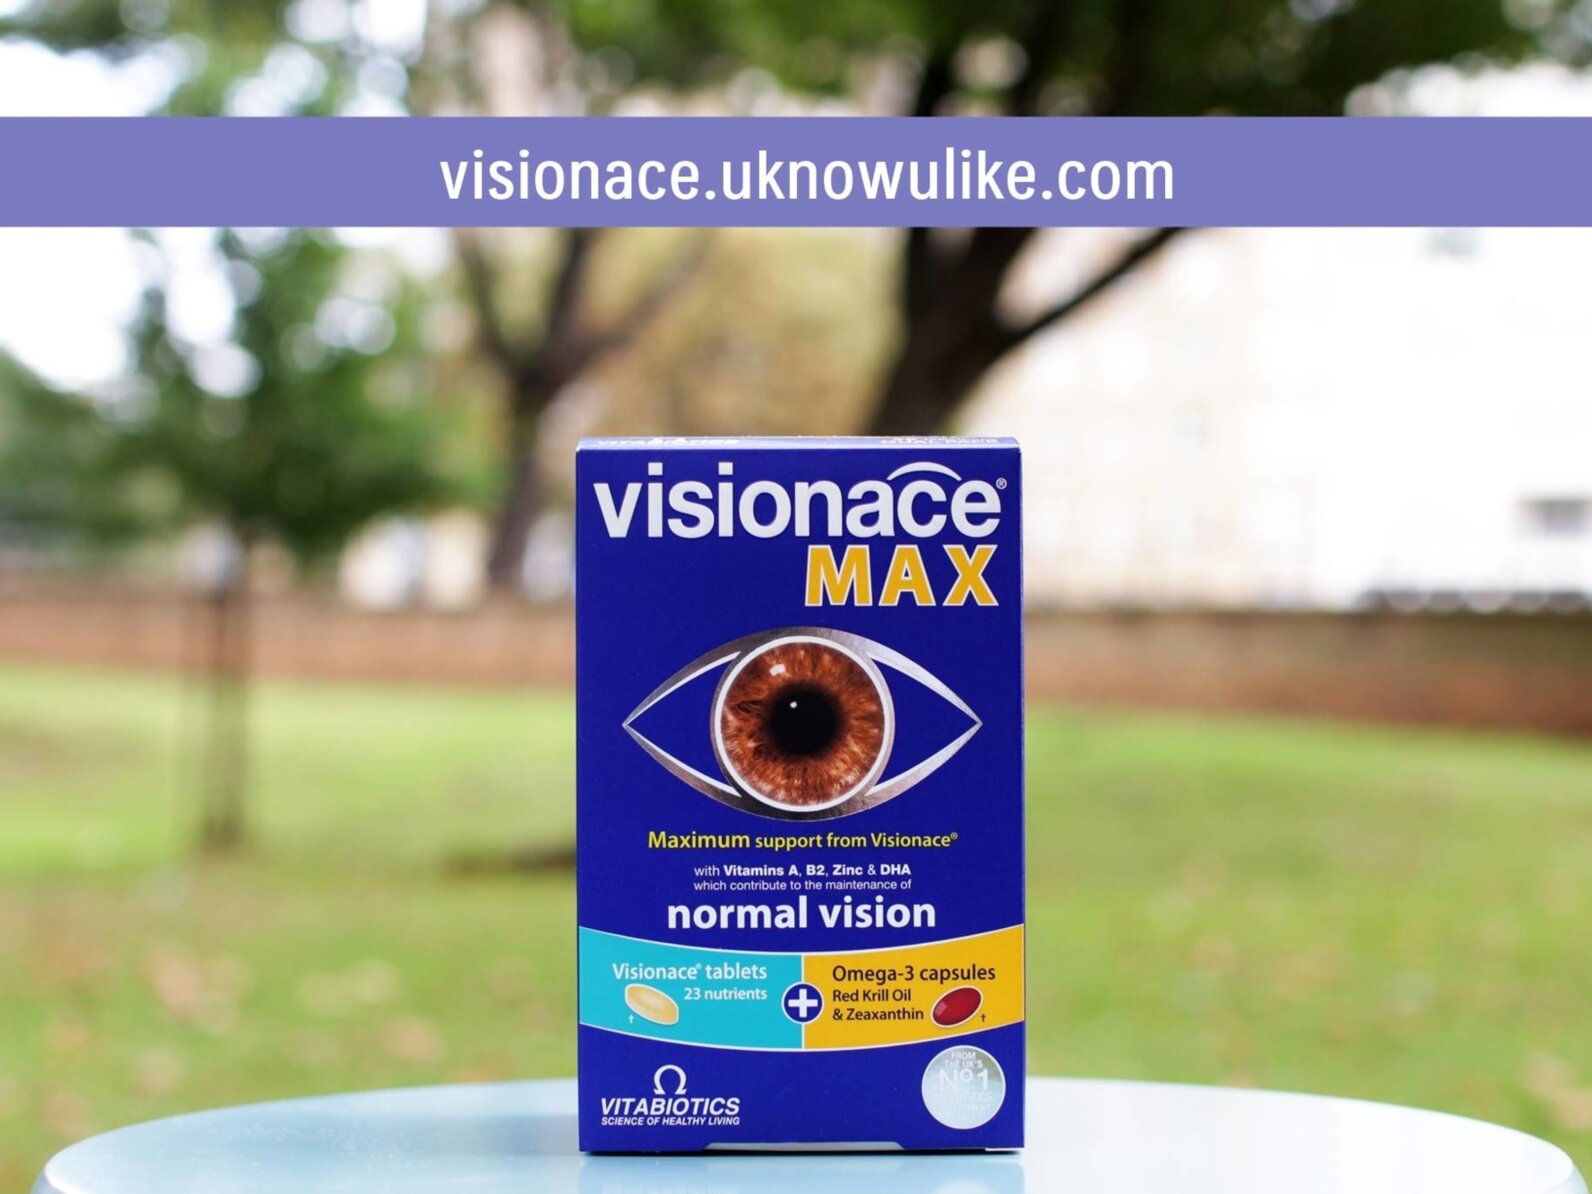 visionace.uknowulike.com
visionace®
MAX
Maximum support from Visionace®
with Vitamins A, B2, Zinc & DHA
which contribute to the maintenance of
normal vision
Visionace® tablets
23 nutrients
†
+
Omega-3 capsules
Red Krill Oil
& Zeaxanthin
†
VITABIOTICS
SCIENCE OF HEALTHY LIVING
FROM
THE UK'S
Nº1